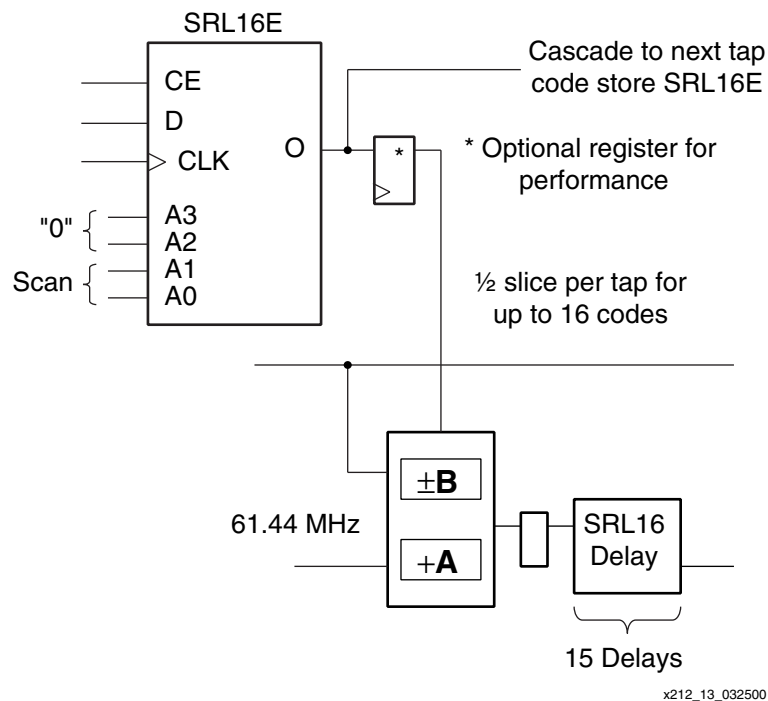 SRL16E
CE
D
CLK
O
A3
A2
A1
A0
"0"
Scan
Cascade to next tap
code store SRL16E
*
* Optional register for
performance
½ slice per tap for
up to 16 codes
±B
61.44 MHz
+A
SRL16
Delay
15 Delays
x212_13_032500